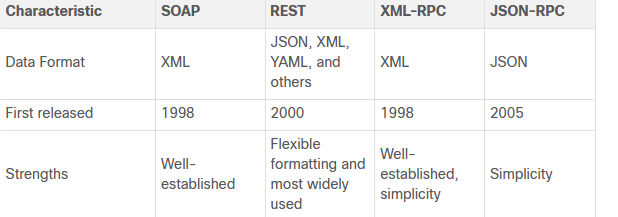 Characteristic SOAP REST XML-RPC JSON-RPC
Data Format XML JSON, XML, YAML, and others XML JSON
First released 1998 2000 1998 2005
Strengths Well-established Flexible formatting and most widely used Well-established, simplicity Simplicity